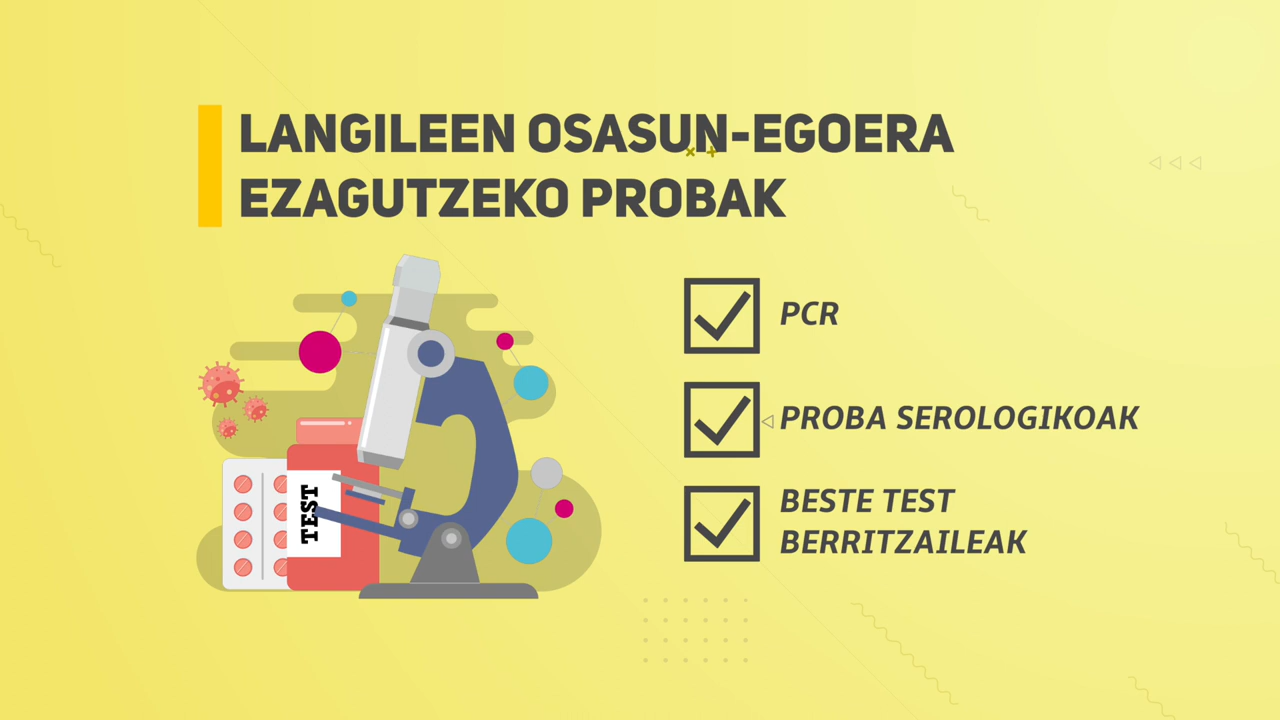 LANGILEEN OSASUN-EGOERA
EZAGUTZEKO PROBAK
PCR
PROBA SEROLOGIKOAK
BESTE TEST
BERRITZAILEAK
TEST